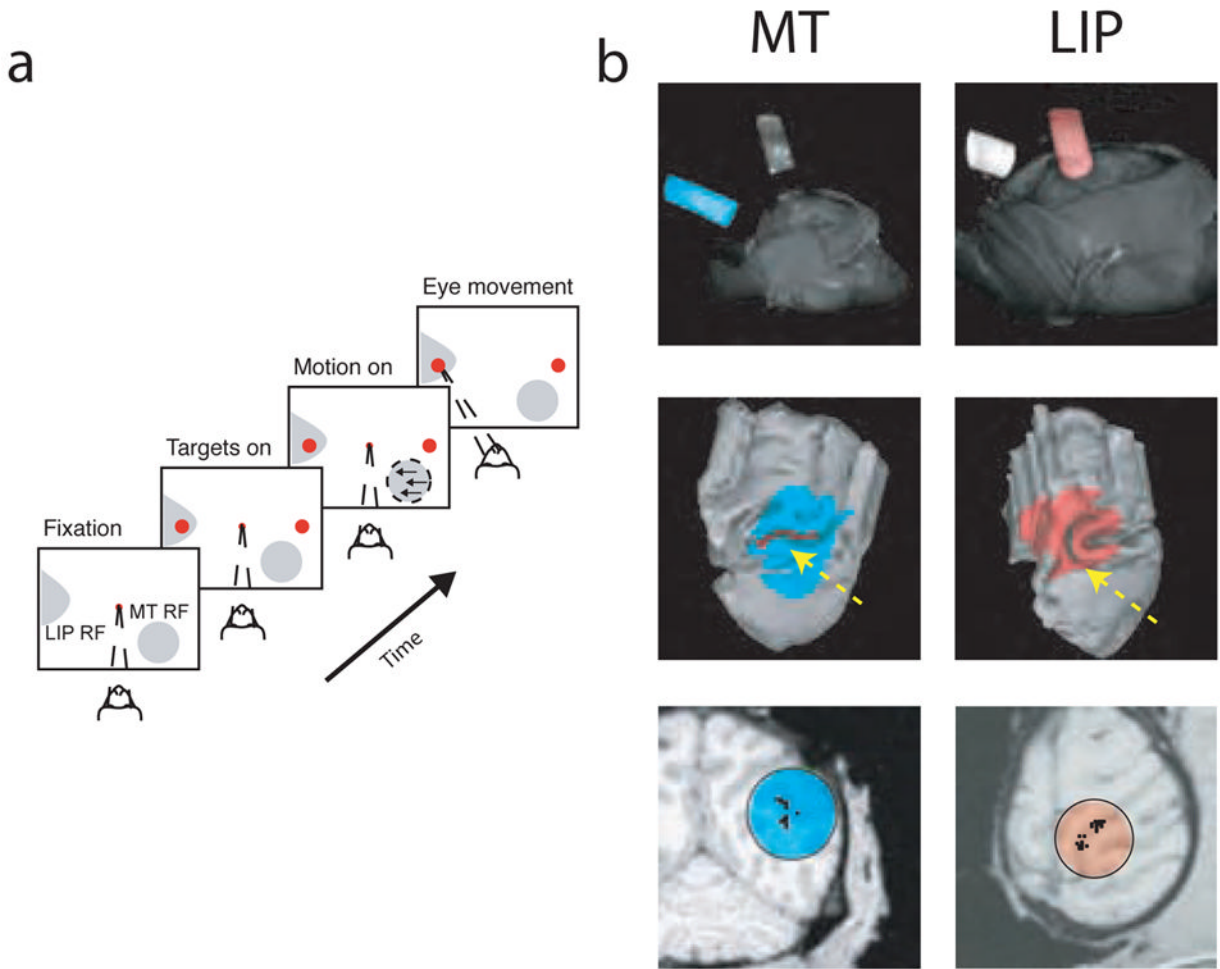 a
b
MT
LIP
Eye movement
Motion on
Targets on
Fixation
LIP RF
MT RF
Time